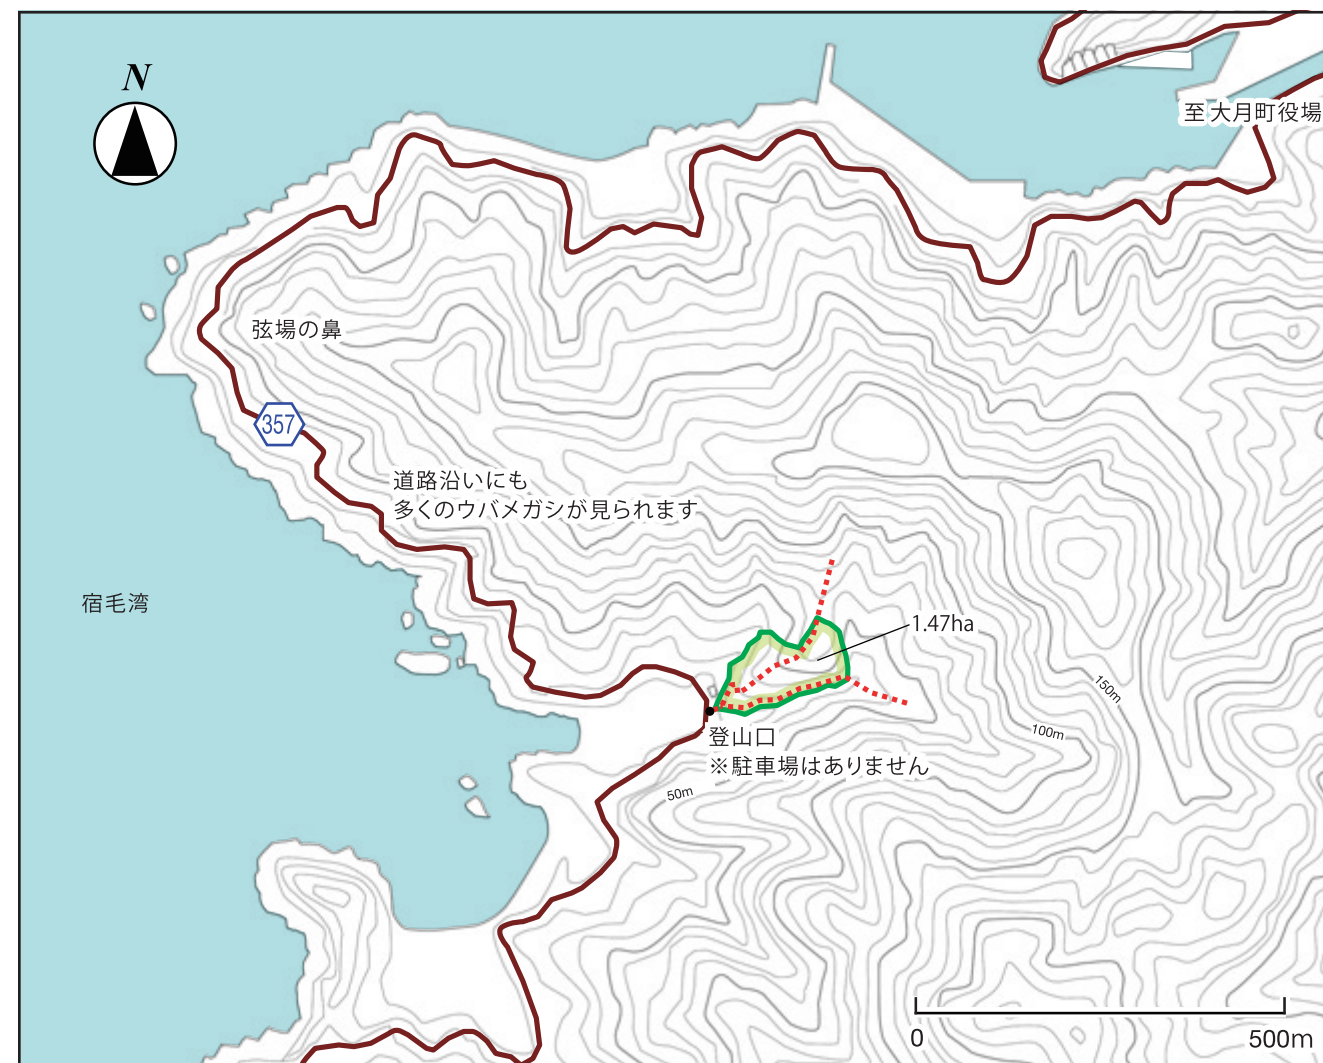 N
至 大月町役場
弦場の鼻
357
道路沿いにも
多くのウバメガシが見られます
宿毛湾
1.47ha
150m
100m
登山口
※駐車場はありません
50m
0
500m